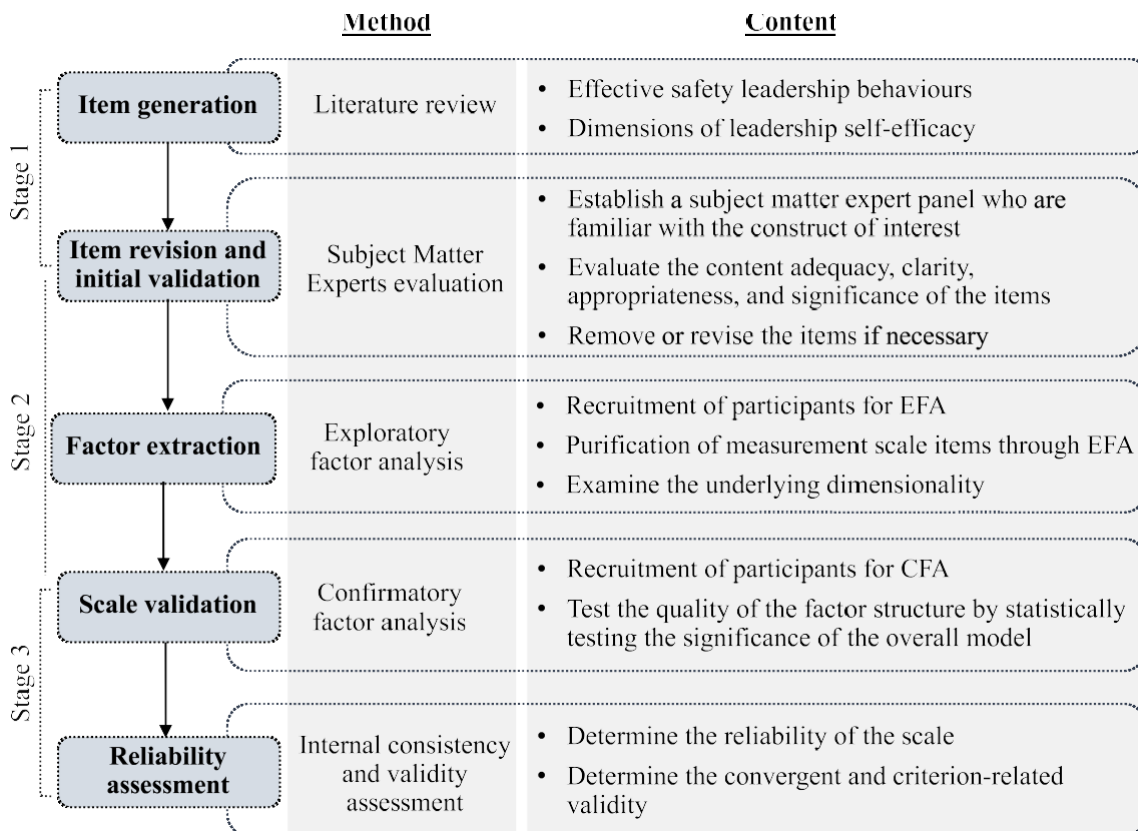 Method
Content
Stage 1
Item generation
Literature review
• Effective safety leadership behaviours
• Dimensions of leadership self-efficacy
Item revision and
initial validation
Subject Matter
Experts evaluation
• Establish a subject matter expert panel who are
familiar with the construct of interest
• Evaluate the content adequacy, clarity,
appropriateness, and significance of the items
• Remove or revise the items if necessary
Stage 2
Factor extraction
Exploratory
factor analysis
• Recruitment of participants for EFA
• Purification of measurement scale items through EFA
• Examine the underlying dimensionality
Stage 3
Scale validation
Confirmatory
factor analysis
• Recruitment of participants for CFA
• Test the quality of the factor structure by statistically
testing the significance of the overall model
Reliability
assessment
Internal consistency
and validity
assessment
• Determine the reliability of the scale
• Determine the convergent and criterion-related
validity